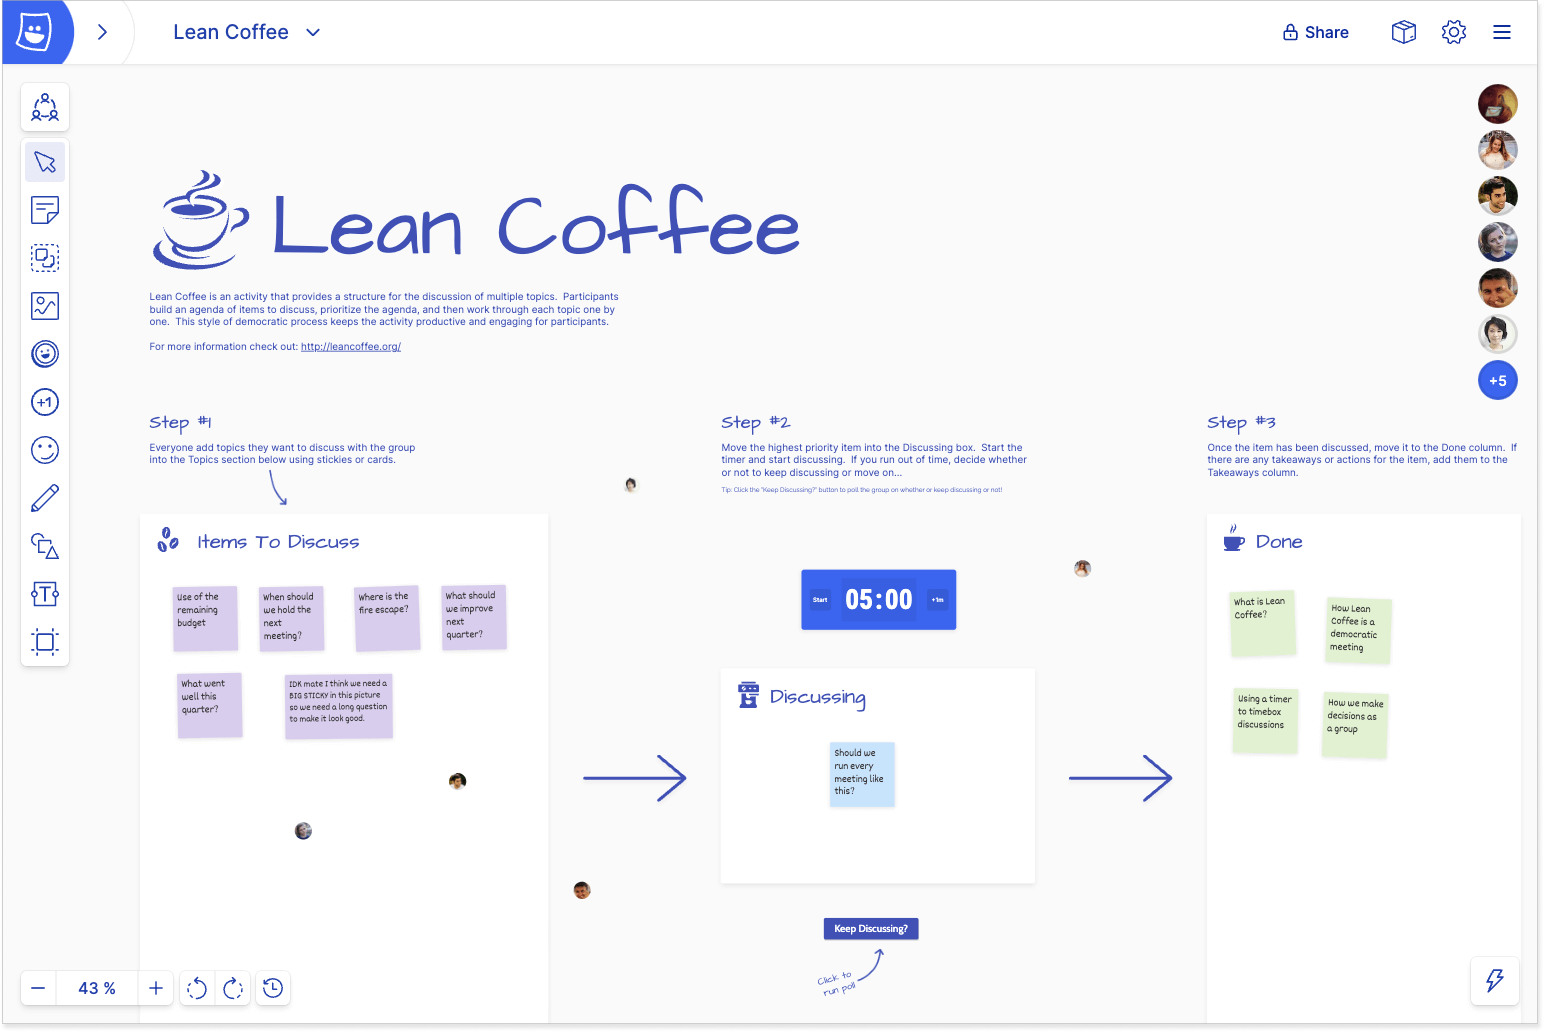 Lean Coffee
Share
Lean Coffee
Lean Coffee is an activity that provides a structure for the discussion of multiple topics.  Participants
build an agenda of items to discuss, prioritize the agenda, and then work through each topic one by
one.  This style of democratic process keeps the activity productive and engaging for participants.
For more information check out: http://leancoffee.org/
+5
+1
T
Step #1
Everyone add topics they want to discuss with the group
into the Topics section below using stickies or cards.
Step #2
Move the highest priority item into the Discussing box.  Start the
timer and start discussing.  If you run out of time, decide whether
or not to keep discussing or move on...
Tip: Click the "Keep Discussing?" button to poll the group on whether or keep discussing or not!
Step #3
Once the item has been discussed, move it to the Done column.  If
there are any takeaways or actions for the item, add them to the
Takeaways column.
Items To Discuss
Use of the
remaining
budget
When should
we hold the
next
meeting?
Where is the
fire escape?
What should
we improve
next
quarter?
What went
well this
quarter?
IDK mate I think we need a
BIG STICKY in this picture
so we need a long question
to make it look good.
Start
05:00
+1m
Discussing
Should we
run every
meeting like
this?
Keep Discussing?
Click to
run poll
Done
What is Lean
Coffee?
How Lean
Coffee is a
democratic
meeting
Using a timer
to timebox
discussions
How we make
decisions as
a group
43 %